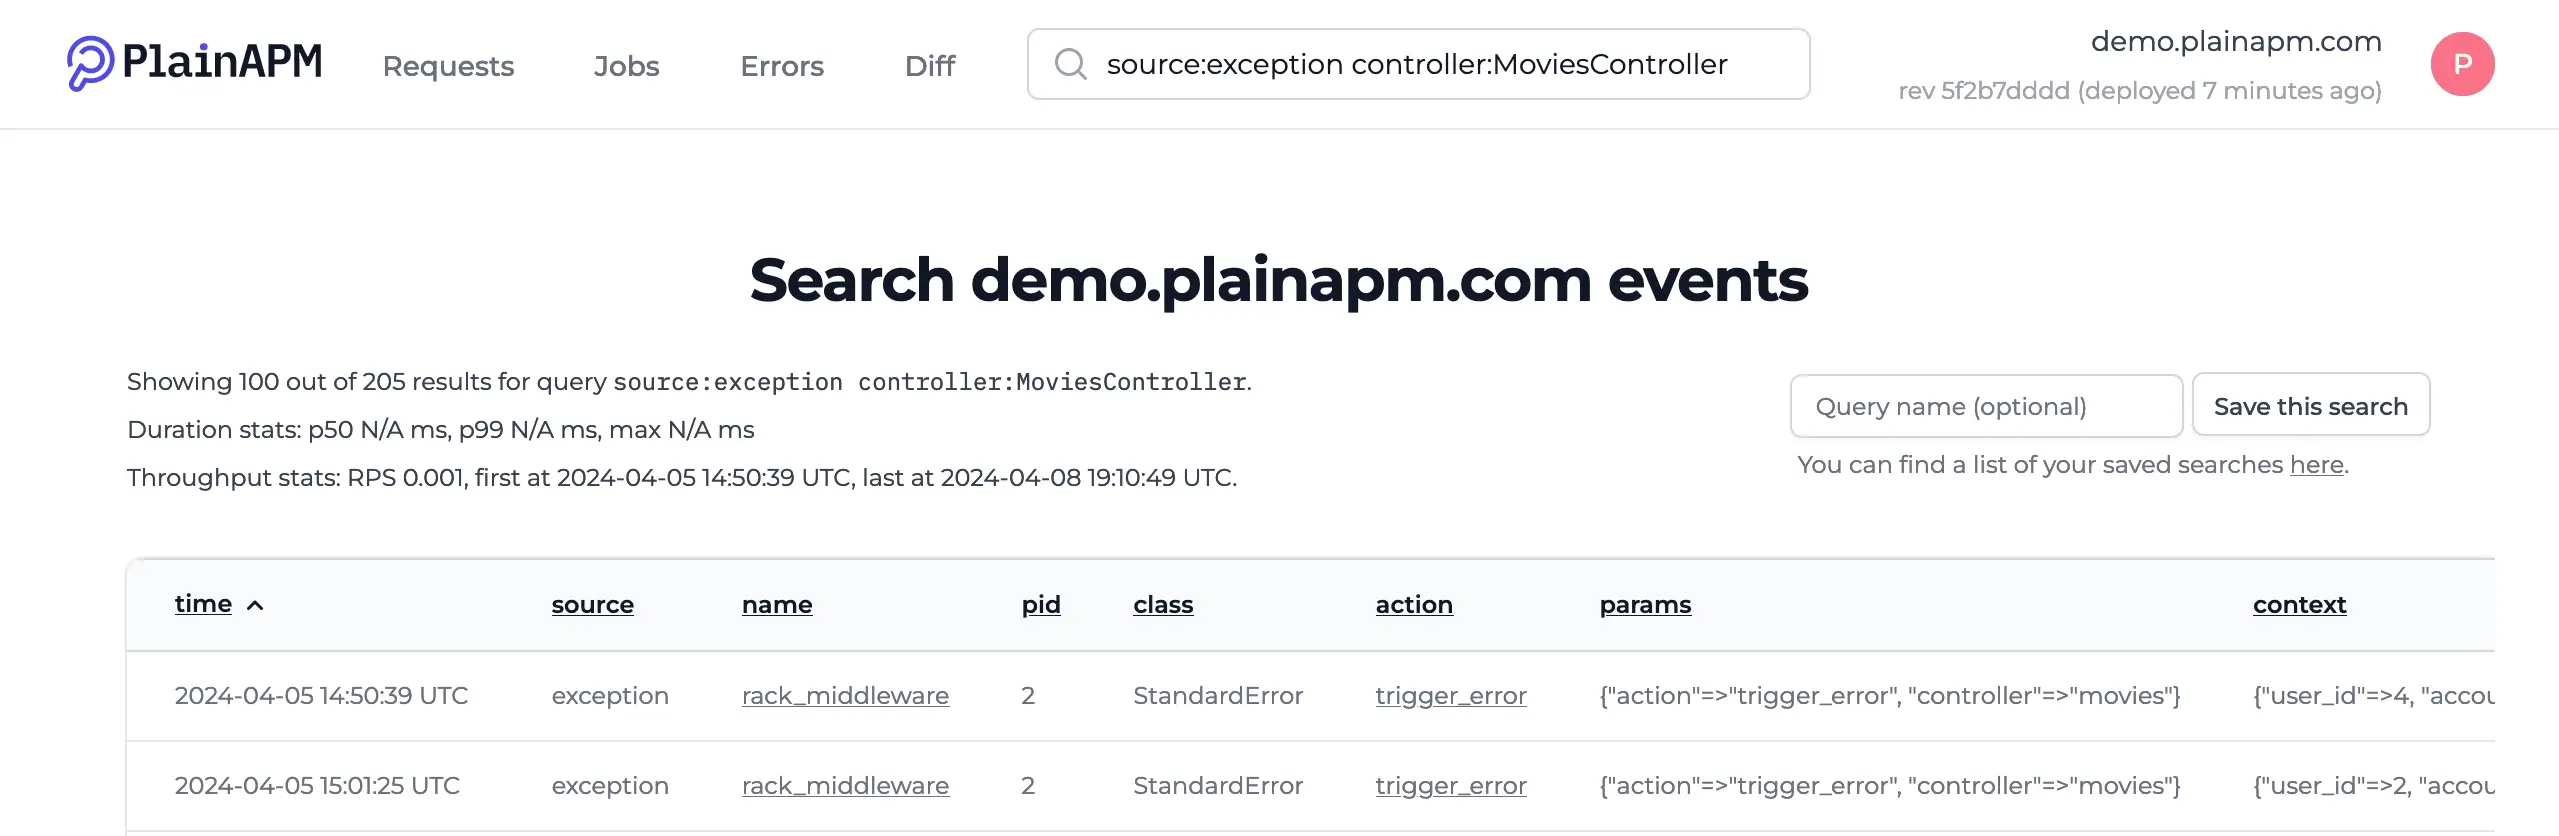 PlainAPM Requests Jobs Errors Diff source:exception controller:MoviesController demo.plainapm.com P
rev 5f2b7dddd (deployed 7 minutes ago)
Search demo.plainapm.com events
Showing 100 out of 205 results for query source:exception controller:MoviesController.
Duration stats: p50 N/A ms, p99 N/A ms, max N/A ms
Throughput stats: RPS 0.001, first at 2024-04-05 14:50:39 UTC, last at 2024-04-08 19:10:49 UTC.
Query name (optional) Save this search
You can find a list of your saved searches here.
time source name pid class action params context
2024-04-05 14:50:39 UTC exception rack_middleware 2 StandardError trigger_error {"action"=>"trigger_error", "controller"=>"movies"} {"user_id"=>4, "accou
2024-04-05 15:01:25 UTC exception rack_middleware 2 StandardError trigger_error {"action"=>"trigger_error", "controller"=>"movies"} {"user_id"=>2, "accou